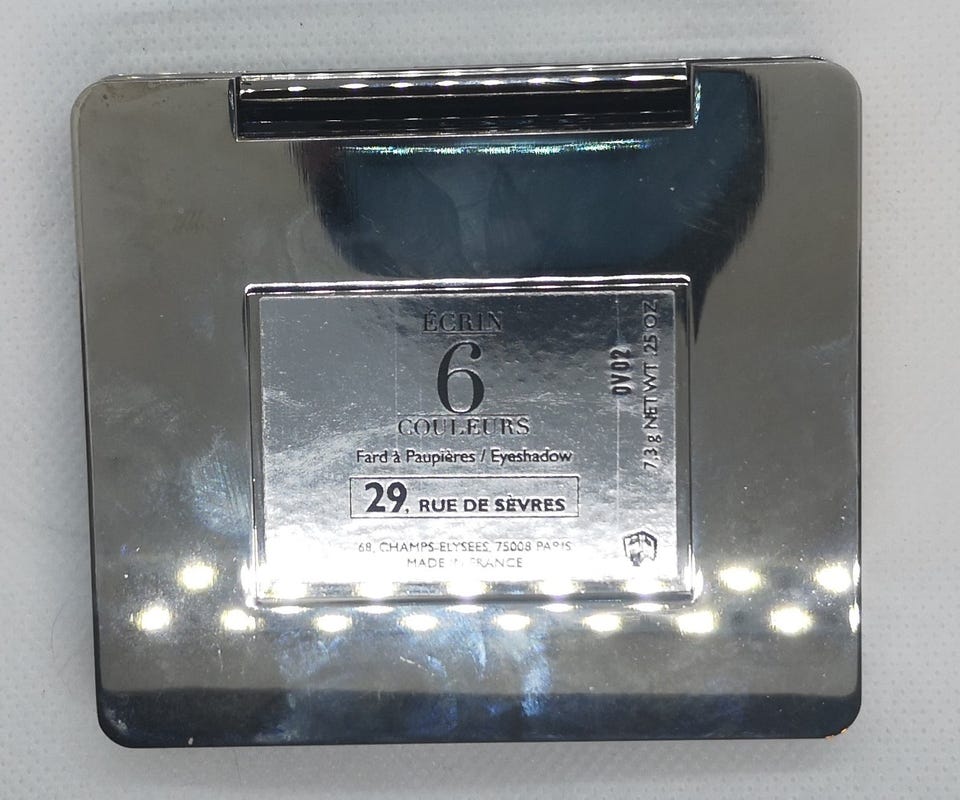 ÉCRIN
6
COULEURS
Fard à Paupières / Eyeshadow
29, RUE DE SÈVRES
68, CHAMPS-ELYSEES, 75008 PARIS
MADE IN FRANCE
0V02
7,3 g NET WT .25 OZ